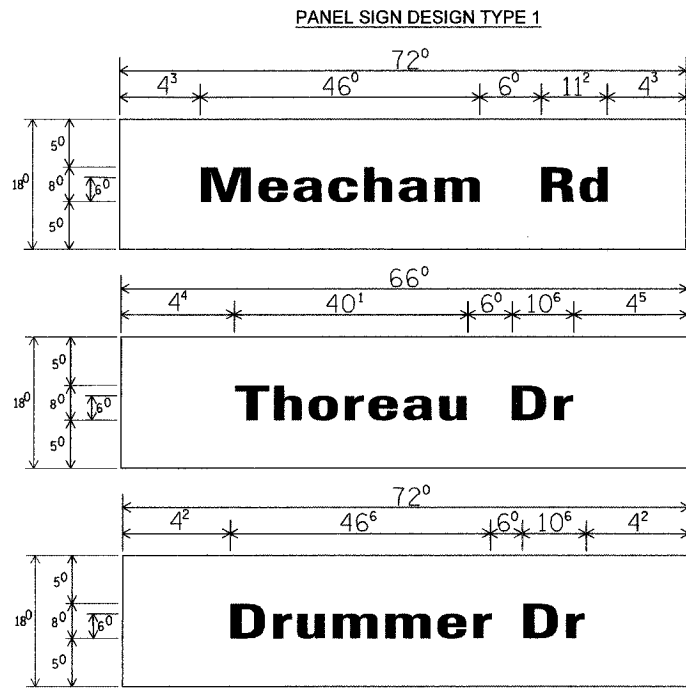 PANEL SIGN DESIGN TYPE 1
72⁰
4³ 46⁰ 6⁰ 11² 4³
18⁰ 5⁰ 8⁰ 6⁰ 5⁰
Meacham Rd
66⁰
4⁴ 40¹ 6⁰ 10⁶ 4⁵
18⁰ 5⁰ 8⁰ 6⁰ 5⁰
Thoreau Dr
72⁰
4² 46⁶ 6⁰ 10⁶ 4²
18⁰ 5⁰ 8⁰ 6⁰ 5⁰
Drummer Dr